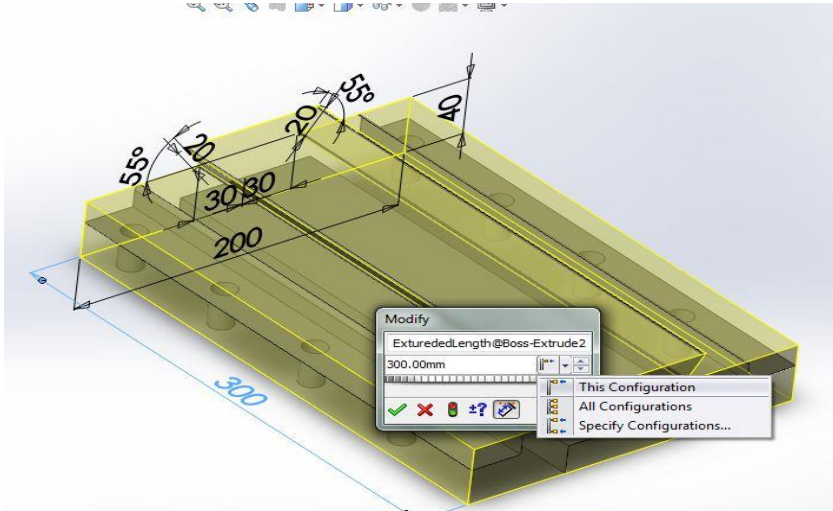 55°
20
20
55°
40
30
30
200
300
Modify
ExturededLength@Boss-Extrude2
300.00mm
±?
This Configuration
All Configurations
Specify Configurations...